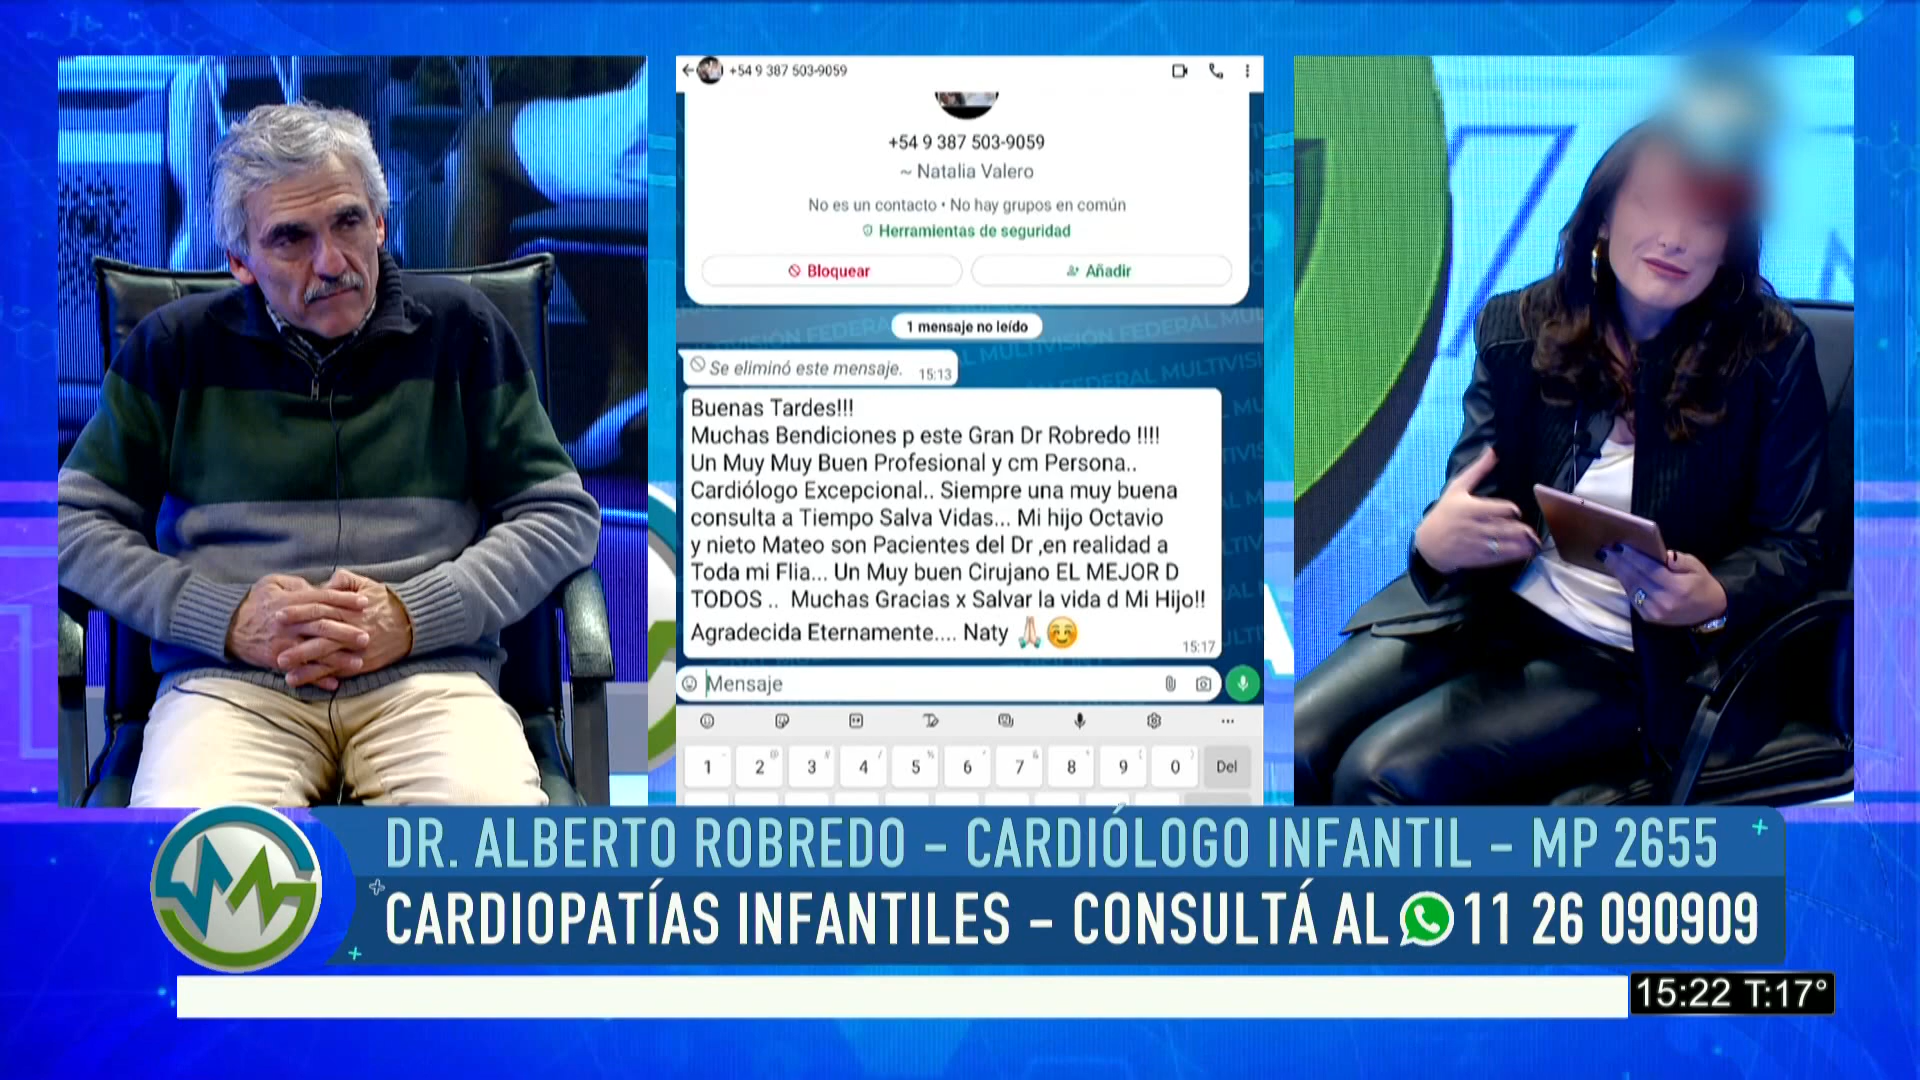 +54 9 387 503-9059
+54 9 387 503-9059
~ Natalia Valero
No es un contacto • No hay grupos en común
Herramientas de seguridad
Bloquear
Añadir
MULTIVISIÓN FEDERAL
1 mensaje no leído
Se eliminó este mensaje. 15:13
Buenas Tardes!!!
Muchas Bendiciones p este Gran Dr Robredo !!!!
Un Muy Muy Buen Profesional y cm Persona..
Cardiólogo Excepcional.. Siempre una muy buena
consulta a Tiempo Salva Vidas... Mi hijo Octavio
y nieto Mateo son Pacientes del Dr ,en realidad a
Toda mi Flia... Un Muy buen Cirujano EL MEJOR D
TODOS .. Muchas Gracias x Salvar la vida d Mi Hijo!!
Agradecida Eternamente.... Naty 🙏🏻☺️
15:17
Mensaje
1 2 3 4 5 6 7 8 9 0 Del
DR. ALBERTO ROBREDO – CARDIÓLOGO INFANTIL – MP 2655
CARDIOPATÍAS INFANTILES – CONSULTÁ AL 11 26 090909
15:22 T:17°